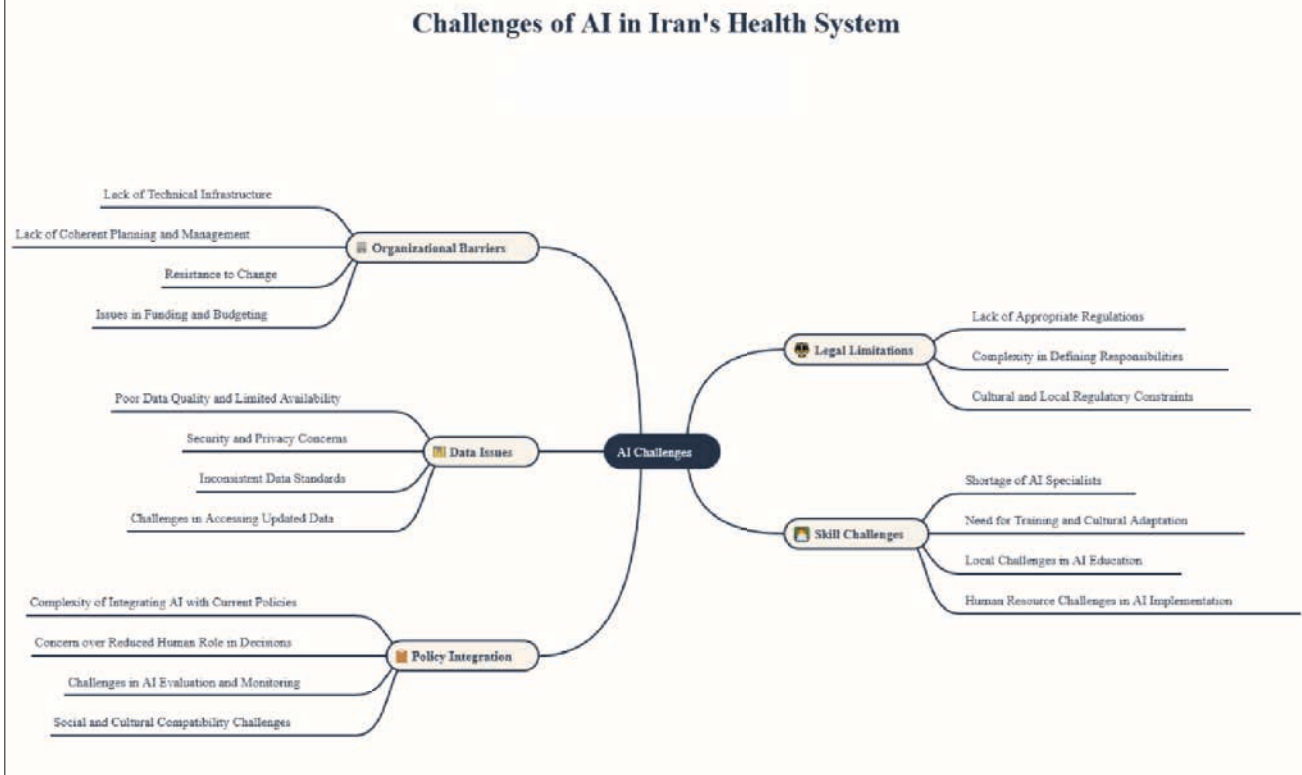 Challenges of AI in Iran's Health System
Lack of Technical Infrastructure
Lack of Coherent Planning and Management
Organizational Barriers
Resistance to Change
Issues in Funding and Budgeting
Poor Data Quality and Limited Availability
Security and Privacy Concerns
Data Issues
Inconsistent Data Standards
Challenges in Accessing Updated Data
Complexity of Integrating AI with Current Policies
Concern over Reduced Human Role in Decisions
Policy Integration
Challenges in AI Evaluation and Monitoring
Social and Cultural Compatibility Challenges
AI Challenges
Lack of Appropriate Regulations
Legal Limitations
Complexity in Defining Responsibilities
Cultural and Local Regulatory Constraints
Shortage of AI Specialists
Need for Training and Cultural Adaptation
Skill Challenges
Local Challenges in AI Education
Human Resource Challenges in AI Implementation